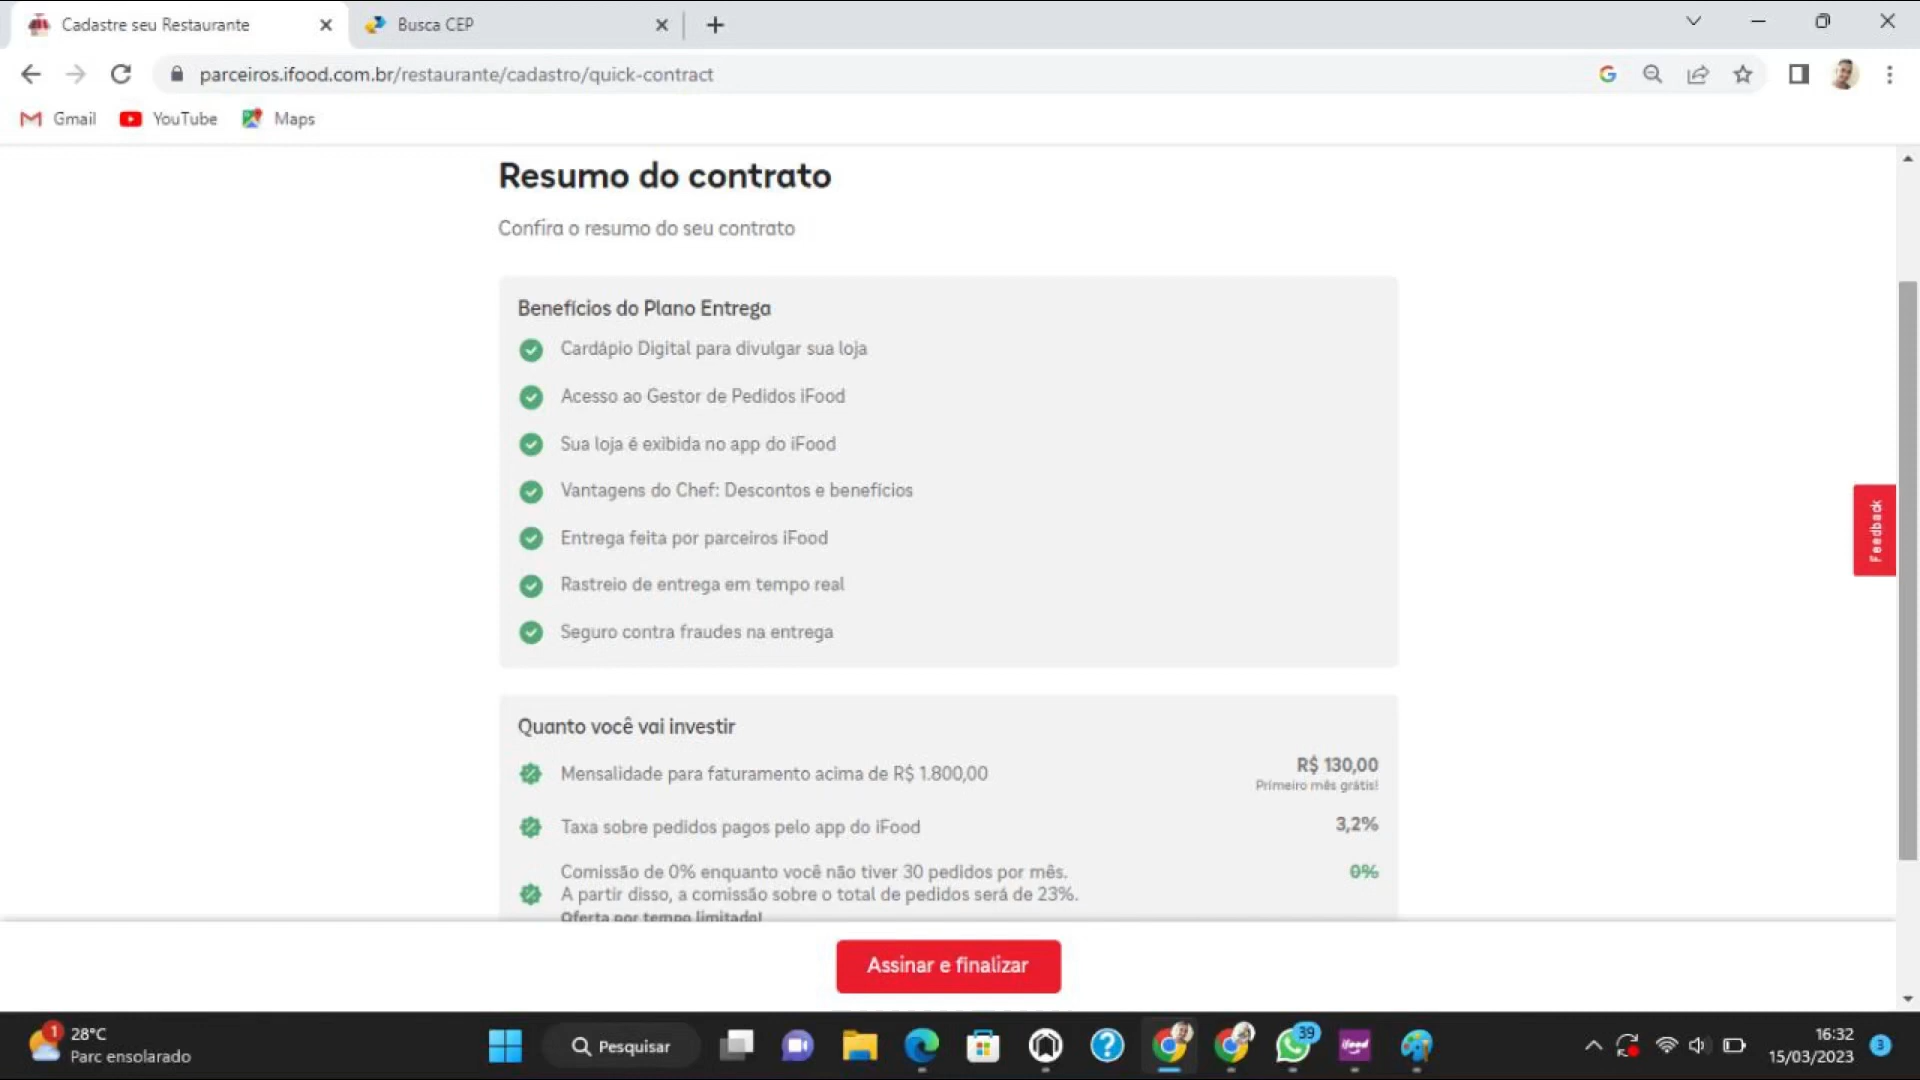 Cadastre seu Restaurante
Busca CEP
parceiros.ifood.com.br/restaurante/cadastro/quick-contract
Gmail
YouTube
Maps
Resumo do contrato
Confira o resumo do seu contrato
Benefícios do Plano Entrega
Cardápio Digital para divulgar sua loja
Acesso ao Gestor de Pedidos iFood
Sua loja é exibida no app do iFood
Vantagens do Chef: Descontos e benefícios
Entrega feita por parceiros iFood
Rastreio de entrega em tempo real
Seguro contra fraudes na entrega
Feedback
Quanto você vai investir
Mensalidade para faturamento acima de R$ 1.800,00
R$ 130,00
Primeiro mês grátis!
Taxa sobre pedidos pagos pelo app do iFood
3,2%
Comissão de 0% enquanto você não tiver 30 pedidos por mês.
0%
A partir disso, a comissão sobre o total de pedidos será de 23%.
Oferta por tempo limitado!
Assinar e finalizar
1
28°C
Parc ensolarado
Pesquisar
39
ifood
16:32
15/03/2023
3